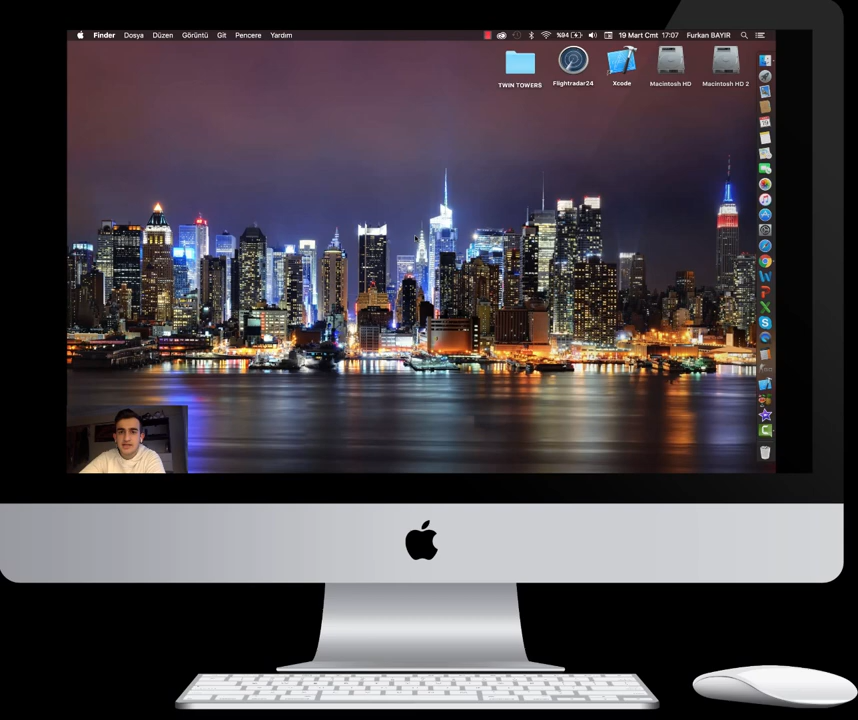 Finder Dosya Düzen Görüntü Git Pencere Yardım %94 19 Mart Cmt 17:07 Furkan BAYIR
TWIN TOWERS Flightradar24 Xcode Macintosh HD Macintosh HD 2